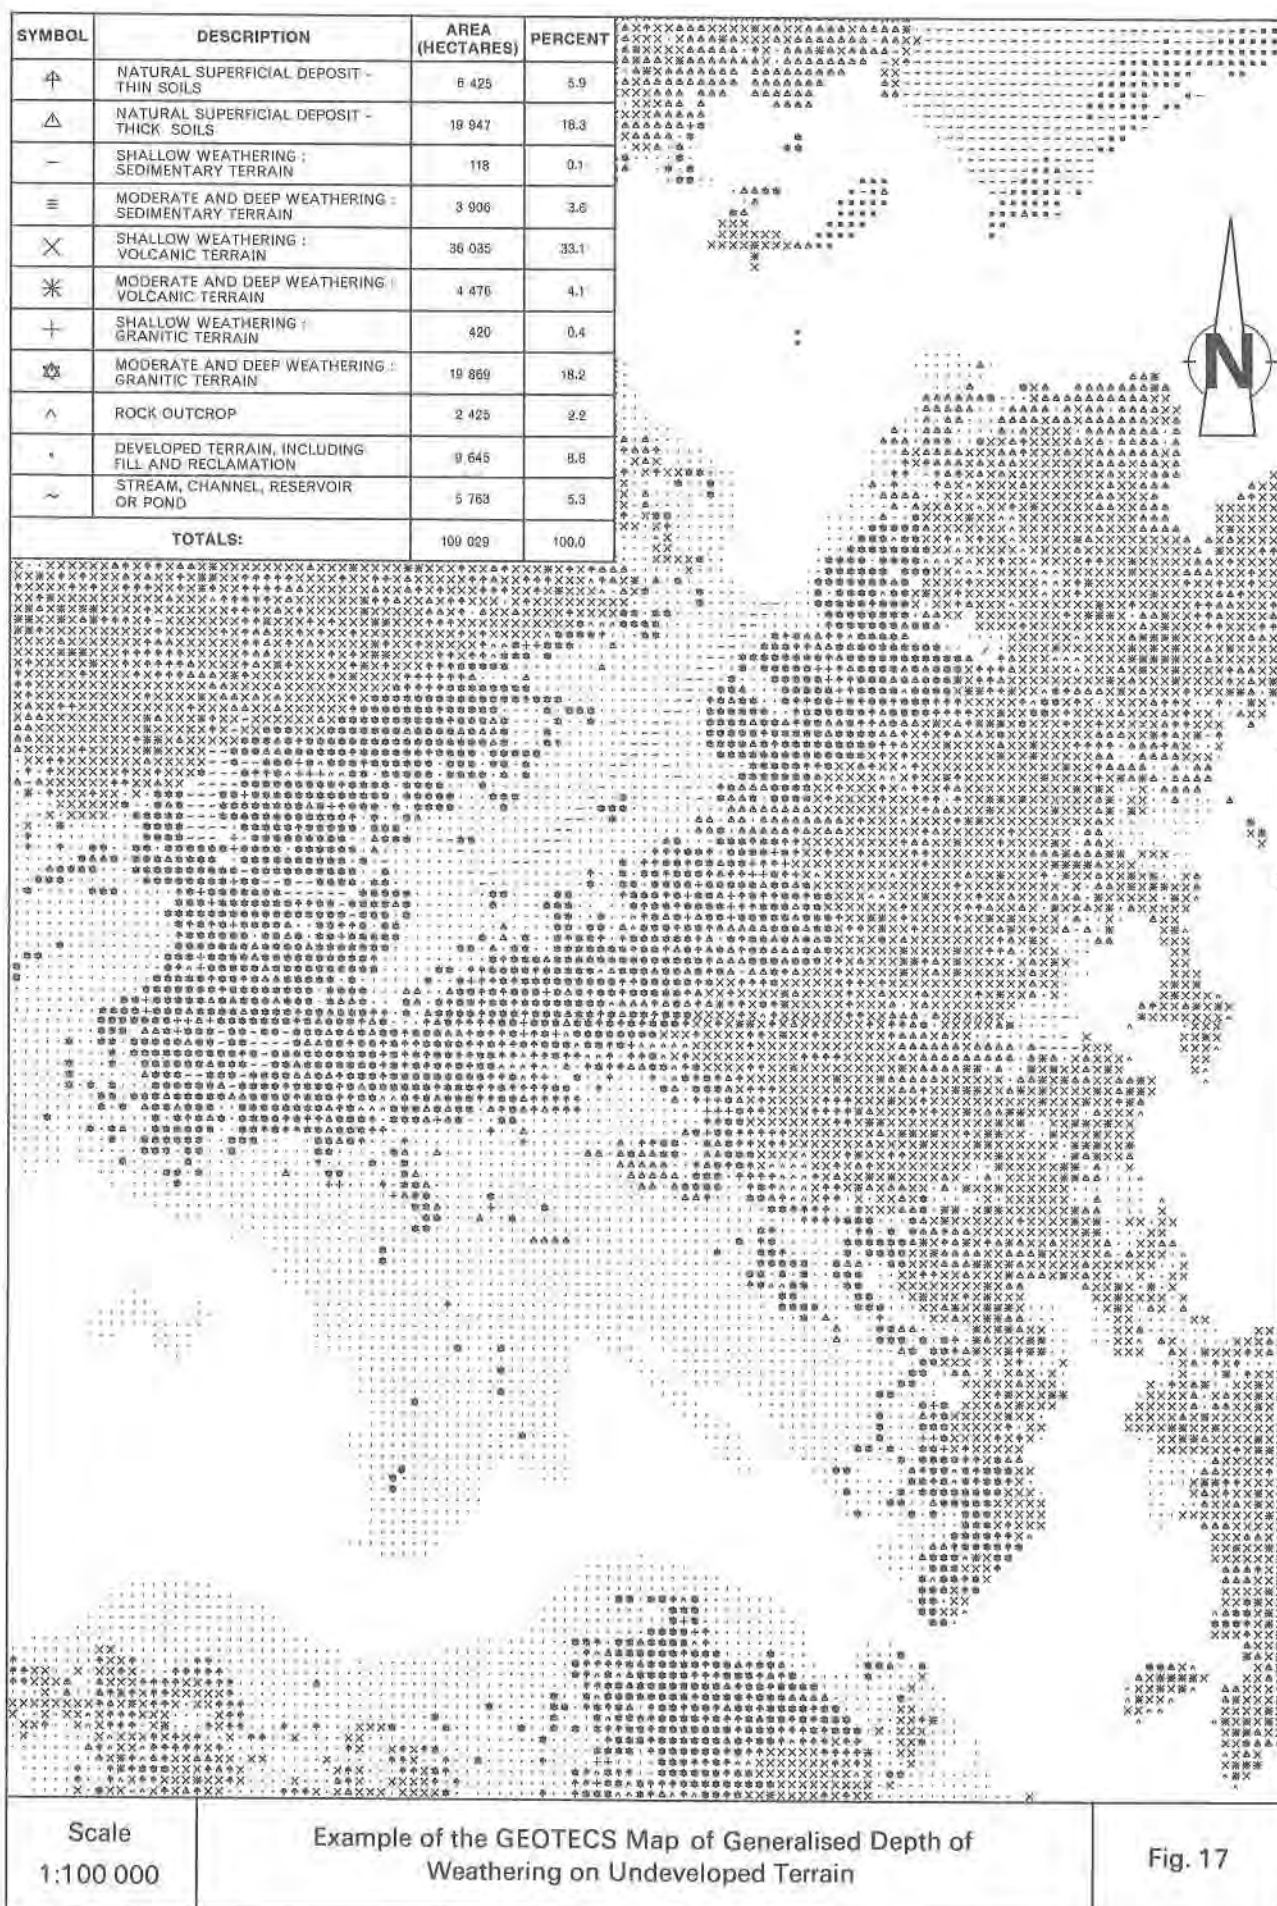 SYMBOL DESCRIPTION AREA (HECTARES) PERCENT
NATURAL SUPERFICIAL DEPOSIT -
THIN SOILS 6 425 5.9
NATURAL SUPERFICIAL DEPOSIT -
THICK SOILS 19 947 18.3
SHALLOW WEATHERING :
SEDIMENTARY TERRAIN 118 0.1
MODERATE AND DEEP WEATHERING :
SEDIMENTARY TERRAIN 3 906 3.6
SHALLOW WEATHERING :
VOLCANIC TERRAIN 36 035 33.1
MODERATE AND DEEP WEATHERING :
VOLCANIC TERRAIN 4 476 4.1
SHALLOW WEATHERING :
GRANITIC TERRAIN 420 0.4
MODERATE AND DEEP WEATHERING :
GRANITIC TERRAIN 19 869 18.2
ROCK OUTCROP 2 425 2.2
DEVELOPED TERRAIN, INCLUDING
FILL AND RECLAMATION 9 645 8.8
STREAM, CHANNEL, RESERVOIR
OR POND 5 763 5.3
TOTALS: 109 029 100.0
N
Scale
1:100 000
Example of the GEOTECS Map of Generalised Depth of
Weathering on Undeveloped Terrain
Fig. 17